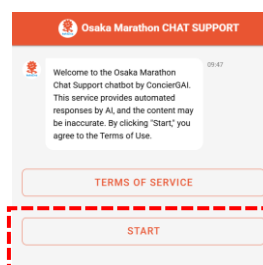 Osaka Marathon CHAT SUPPORT
09:47
Welcome to the Osaka Marathon
Chat Support chatbot by ConcierGAI.
This service provides automated
responses by AI, and the content may
be inaccurate. By clicking "Start," you
agree to the Terms of Use.
TERMS OF SERVICE
START